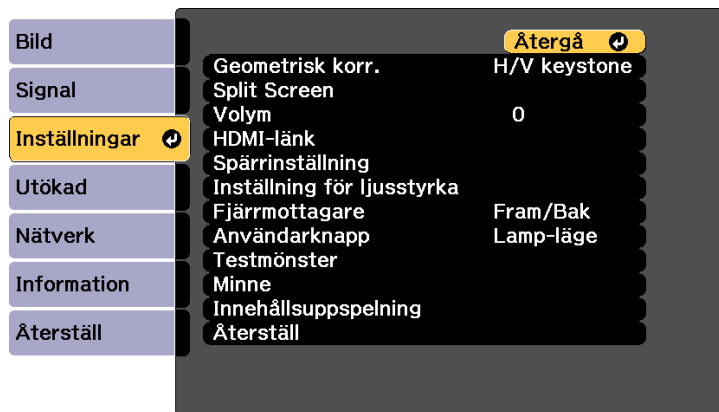 Bild
Signal
Inställningar
Utökad
Nätverk
Information
Återställ
Återgå
Geometrisk korr. H/V keystone
Split Screen
Volym 0
HDMI-länk
Spärrinställning
Inställning för ljusstyrka
Fjärrmottagare Fram/Bak
Användarknapp Lamp-läge
Testmönster
Minne
Innehållsuppspelning
Återställ